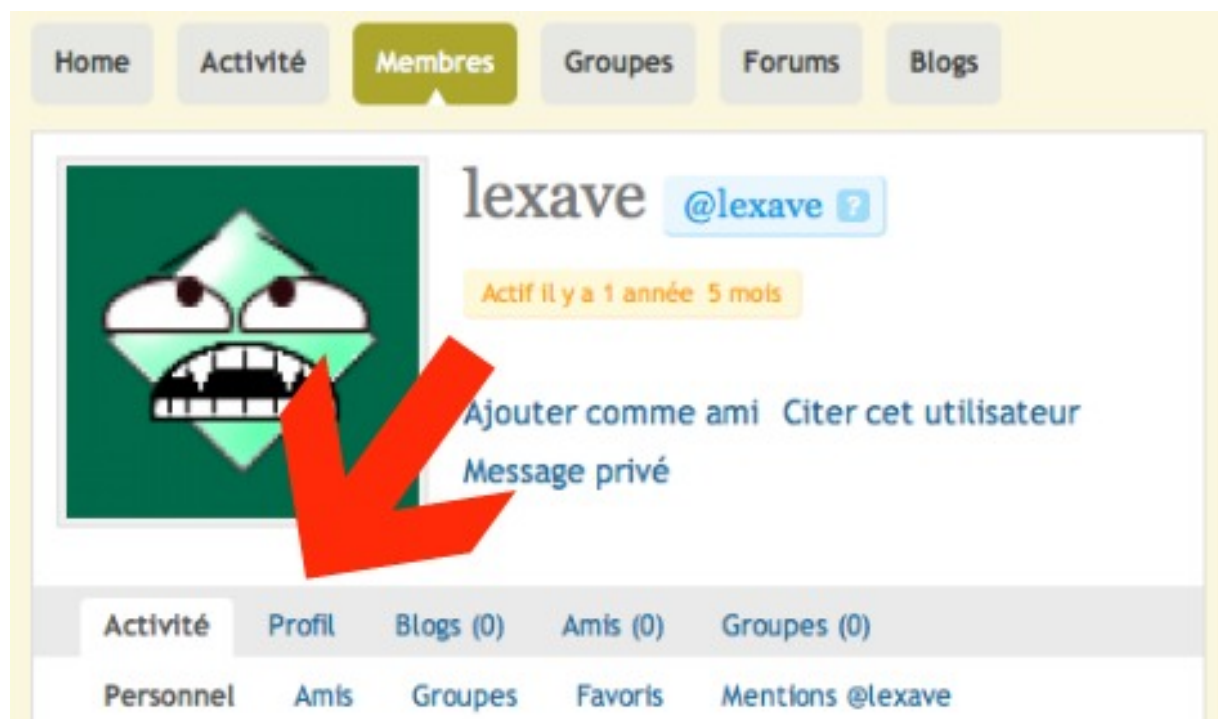 Home Activité Membres Groupes Forums Blogs
lexave @lexave ?
Actif il y a 1 année 5 mois
Ajouter comme ami Citer cet utilisateur
Message privé
Activité Profil Blogs (0) Amis (0) Groupes (0)
Personnel Amis Groupes Favoris Mentions @lexave